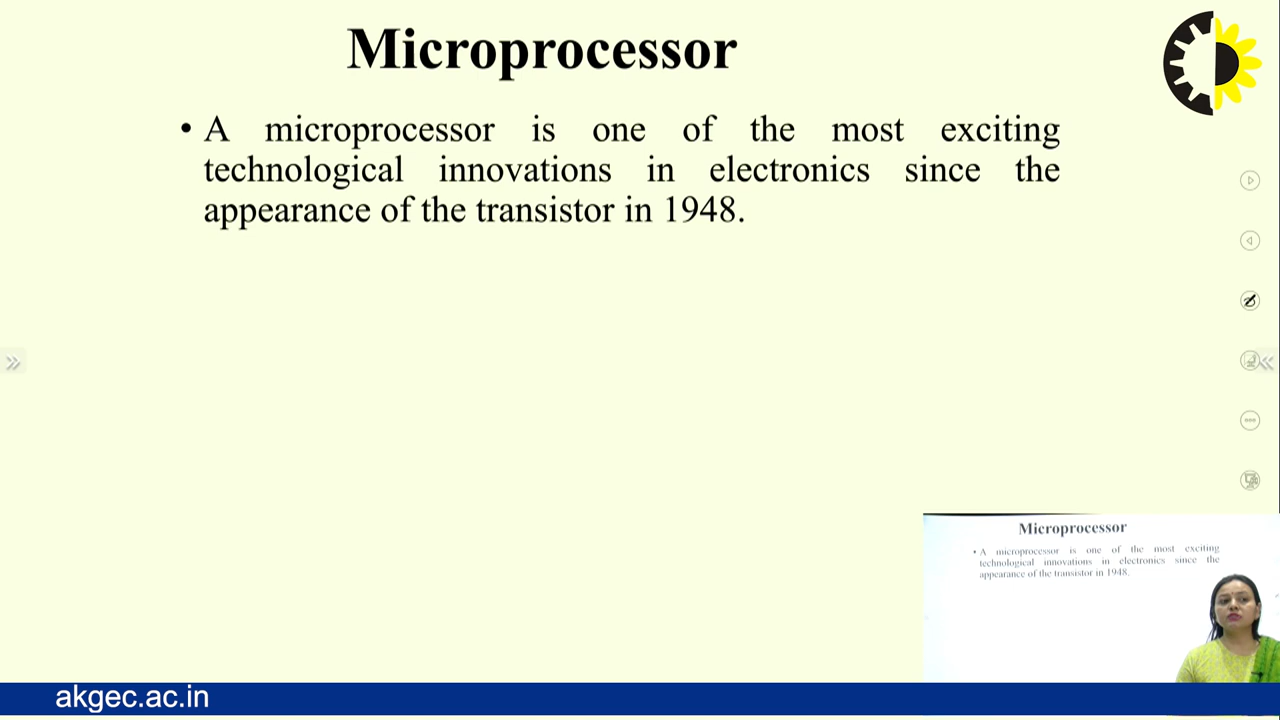 Microprocessor
• A microprocessor is one of the most exciting
technological innovations in electronics since the
appearance of the transistor in 1948.
Microprocessor
• A microprocessor is one of the most exciting
technological innovations in electronics since the
appearance of the transistor in 1948.
akgec.ac.in